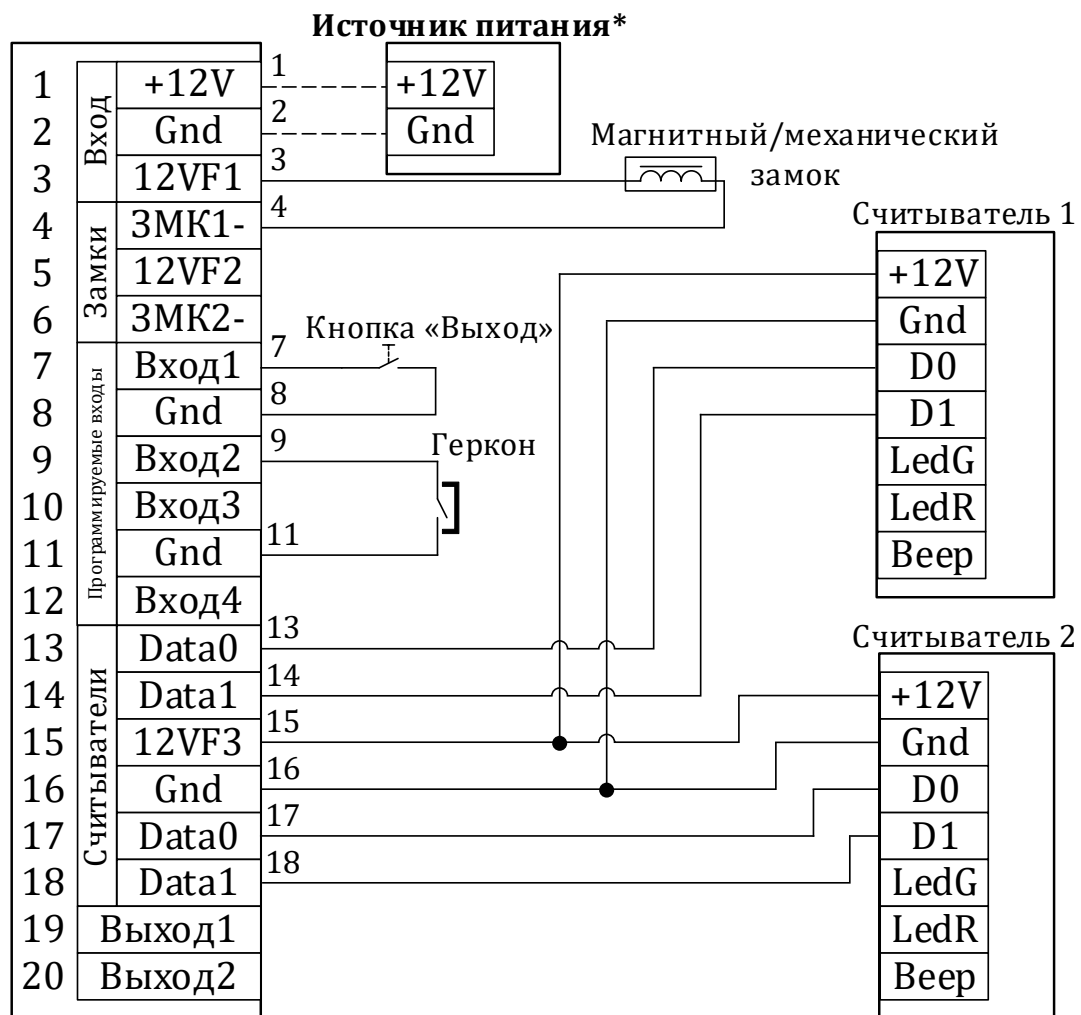 Источник питания*
1 +12V 1 +12V
2 Gnd 2 Gnd
Вход
3 12VF1 3
Магнитный/механический
замок
4 ЗМК1- 4
5 12VF2
6 ЗМК2-
Замки
Считыватель 1
+12V
Gnd
D0
D1
LedG
LedR
Beep
Кнопка «Выход»
7 Вход1 7
8 Gnd 8
9 Вход2 9
Геркон
10 Вход3
11 Gnd 11
12 Вход4
Программируемые входы
13 Data0 13
14 Data1 14
15 12VF3 15
16 Gnd 16
17 Data0 17
18 Data1 18
Считыватели
Считыватель 2
+12V
Gnd
D0
D1
LedG
LedR
Beep
19 Выход1
20 Выход2